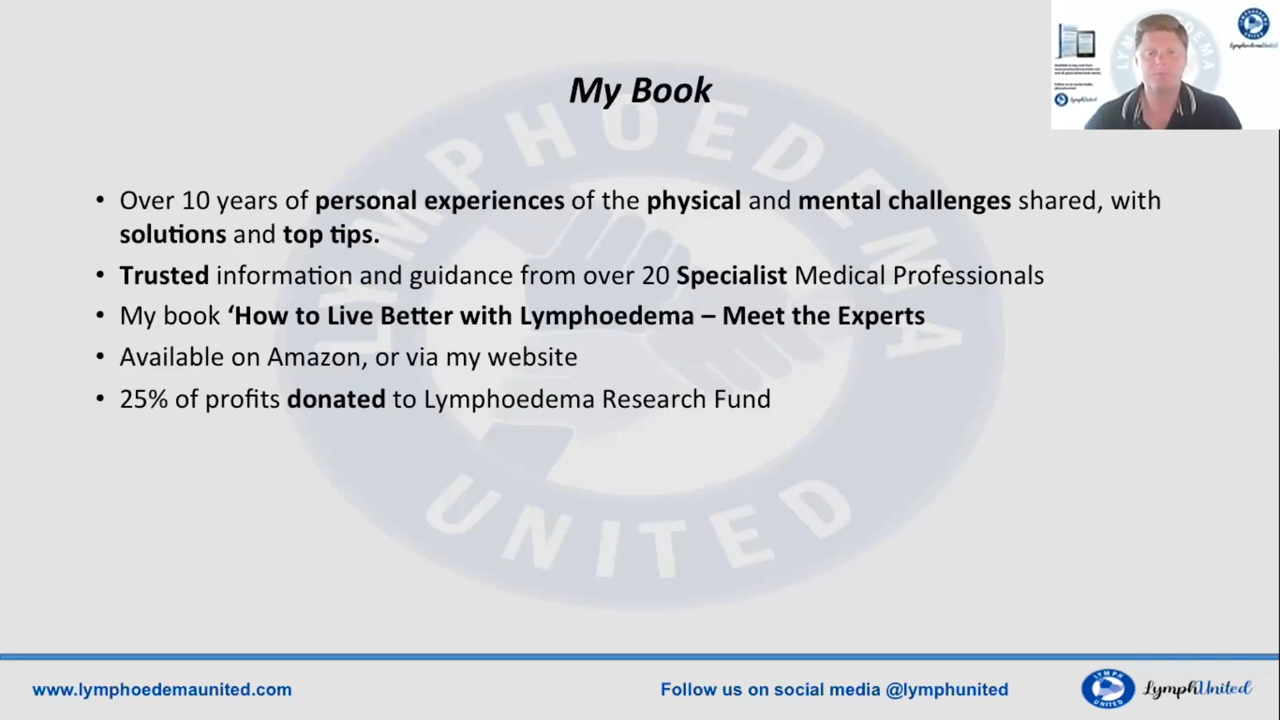 My Book
• Over 10 years of personal experiences of the physical and mental challenges shared, with
solutions and top tips.
• Trusted information and guidance from over 20 Specialist Medical Professionals
• My book ‘How to Live Better with Lymphoedema – Meet the Experts
• Available on Amazon, or via my website
• 25% of profits donated to Lymphoedema Research Fund
LYMPHOEDEMA
UNITED
www.lymphoedemaunited.com
Follow us on social media @lymphunited
LYMPH
UNITED
LymphUnited